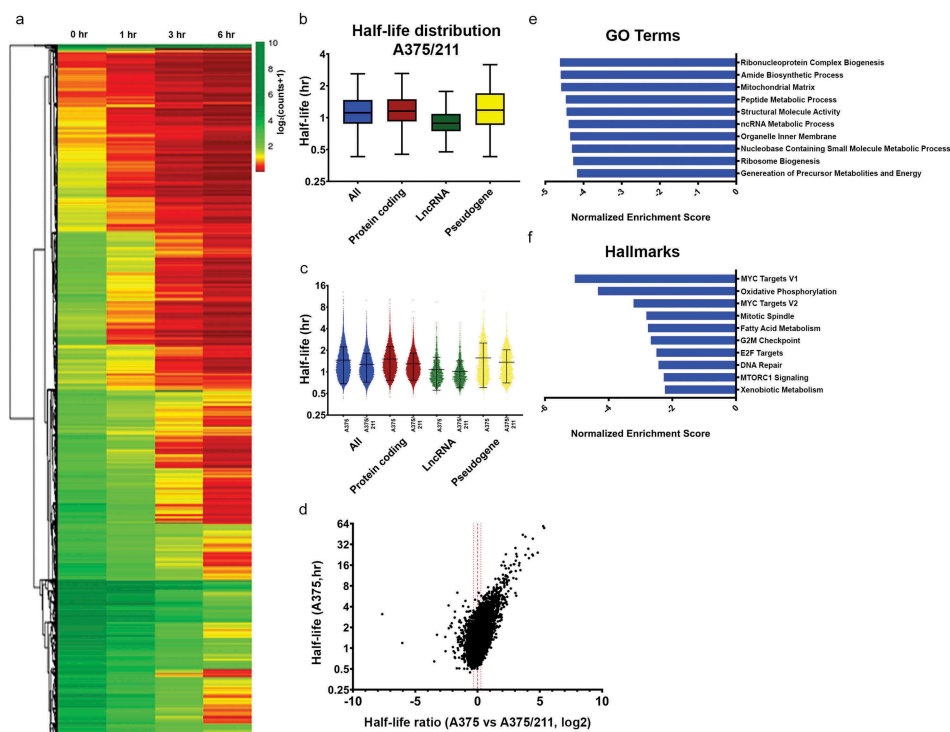 a
0 hr 1 hr 3 hr 6 hr
10
8
6
4
2
log₂(counts+1)
b
Half-life distribution
A375/211
Half-life (hr)
4
2
1
0.5
0.25
All
Protein coding
LncRNA
Pseudogene
c
Half-life (hr)
16
8
4
2
1
0.5
0.25
A375
A375/211
A375
A375/211
A375
A375/211
A375
A375/211
All
Protein coding
LncRNA
Pseudogene
d
Half-life (A375,hr)
64
32
16
8
4
2
1
0.5
0.25
-10 -5 0 5 10
Half-life ratio (A375 vs A375/211, log2)
e
GO Terms
Ribonucleoprotein Complex Biogenesis
Amide Biosynthetic Process
Mitochondrial Matrix
Peptide Metabolic Process
Structural Molecule Activity
ncRNA Metabolic Process
Organelle Inner Membrane
Nucleobase Containing Small Molecule Metabolic Process
Ribosome Biogenesis
Genereation of Precursor Metabolities and Energy
-5 -4 -3 -2 -1 0
Normalized Enrichment Score
f
Hallmarks
MYC Targets V1
Oxidative Phosphorylation
MYC Targets V2
Mitotic Spindle
Fatty Acid Metabolism
G2M Checkpoint
E2F Targets
DNA Repair
MTORC1 Signaling
Xenobiotic Metabolism
-6 -4 -2 0
Normalized Enrichment Score